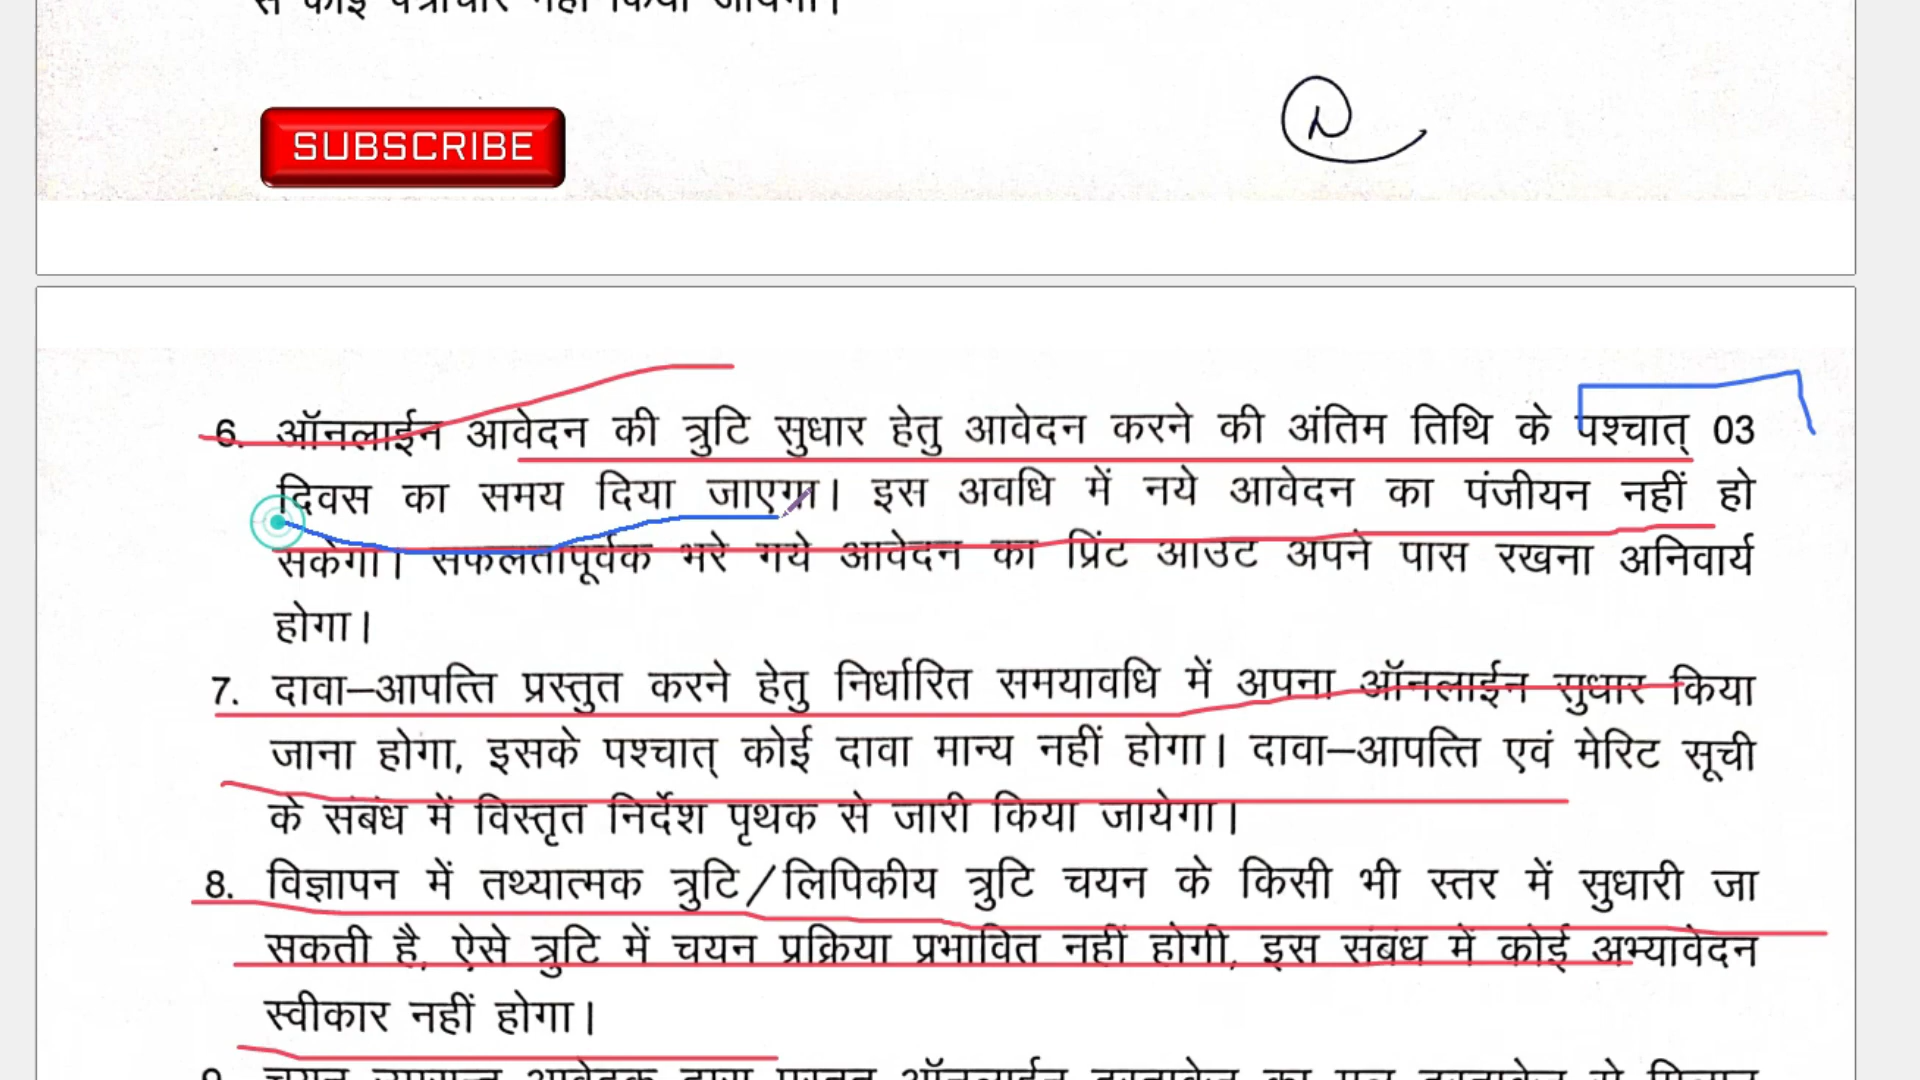 से कोई पत्राचार नहीं किया जायेगा।
SUBSCRIBE
6. ऑनलाईन आवेदन की त्रुटि सुधार हेतु आवेदन करने की अंतिम तिथि के पश्चात् 03
दिवस का समय दिया जाएगा। इस अवधि में नये आवेदन का पंजीयन नहीं हो
सकेगा। सफलतापूर्वक भरे गये आवेदन का प्रिंट आउट अपने पास रखना अनिवार्य
होगा।
7. दावा–आपत्ति प्रस्तुत करने हेतु निर्धारित समयावधि में अपना ऑनलाईन सुधार किया
जाना होगा, इसके पश्चात् कोई दावा मान्य नहीं होगा। दावा–आपत्ति एवं मेरिट सूची
के संबंध में विस्तृत निर्देश पृथक से जारी किया जायेगा।
8. विज्ञापन में तथ्यात्मक त्रुटि/लिपिकीय त्रुटि चयन के किसी भी स्तर में सुधारी जा
सकती है, ऐसे त्रुटि में चयन प्रक्रिया प्रभावित नहीं होगी, इस संबंध में कोई अभ्यावेदन
स्वीकार नहीं होगा।